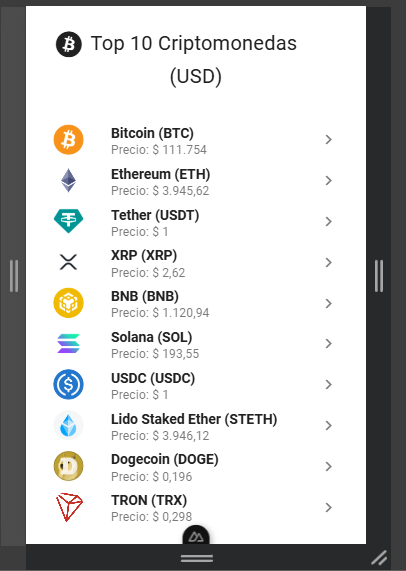 Top 10 Criptomonedas
(USD)
Bitcoin (BTC)
Precio: $ 111.754
Ethereum (ETH)
Precio: $ 3.945,62
Tether (USDT)
Precio: $ 1
XRP (XRP)
Precio: $ 2,62
BNB (BNB)
Precio: $ 1.120,94
Solana (SOL)
Precio: $ 193,55
USDC (USDC)
Precio: $ 1
Lido Staked Ether (STETH)
Precio: $ 3.946,12
Dogecoin (DOGE)
Precio: $ 0,196
TRON (TRX)
Precio: $ 0,298